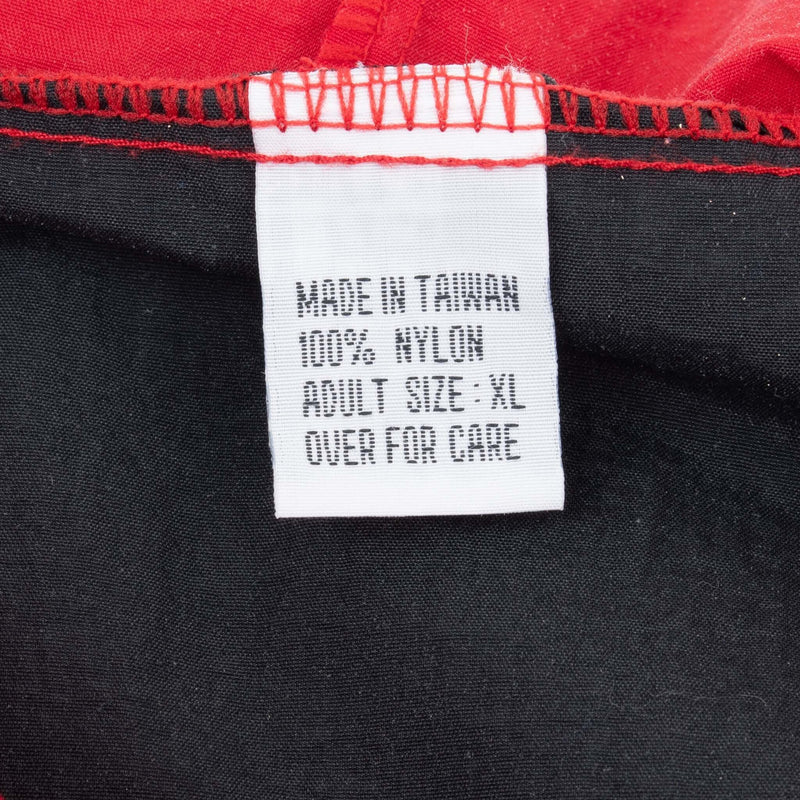 MADE IN TAIWAN
100% NYLON
ADULT SIZE : XL
OVER FOR CARE